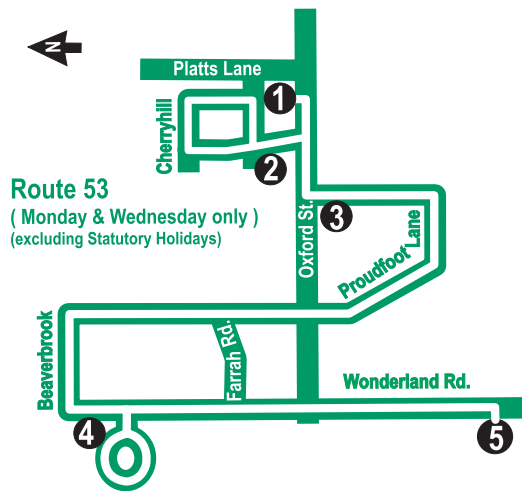 N
Platts Lane
1
Cherryhill
2
Route 53
( Monday & Wednesday only )
(excluding Statutory Holidays)
Oxford St.
3
Proudfoot Lane
Beaverbrook
Farrah Rd.
Wonderland Rd.
4
5